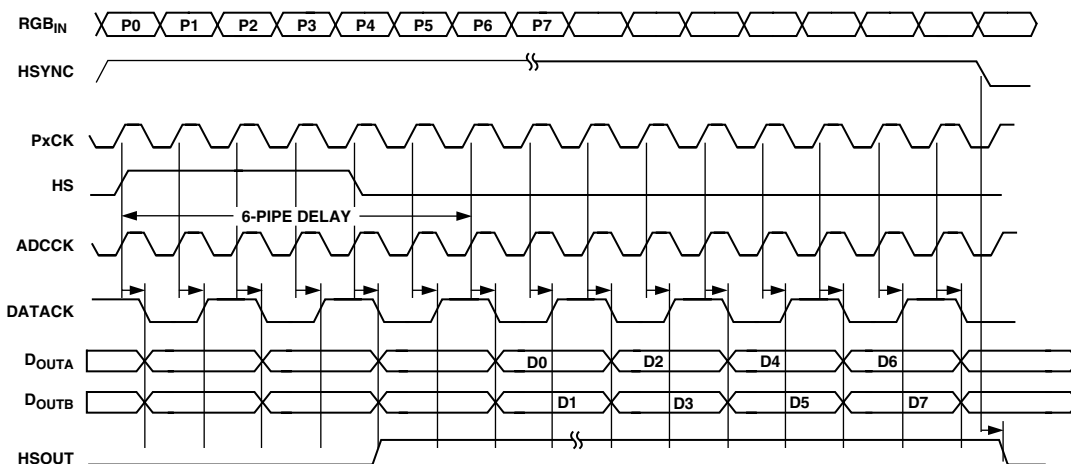 RGBIN P0 P1 P2 P3 P4 P5 P6 P7
HSYNC
PxCK
HS
6-PIPE DELAY
ADCCK
DATACK
DOUTA D0 D2 D4 D6
DOUTB D1 D3 D5 D7
HSOUT